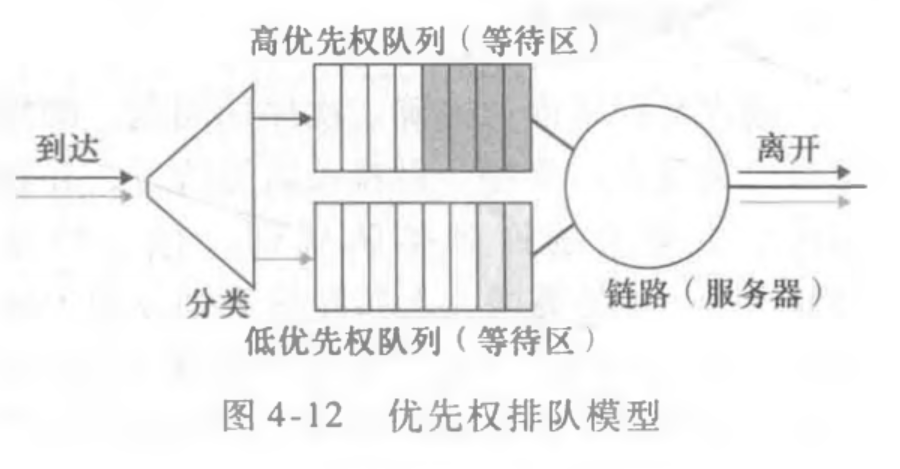 高优先权队列（等待区）
到达
离开
分类
链路（服务器）
低优先权队列（等待区）
图 4-12 优先权排队模型